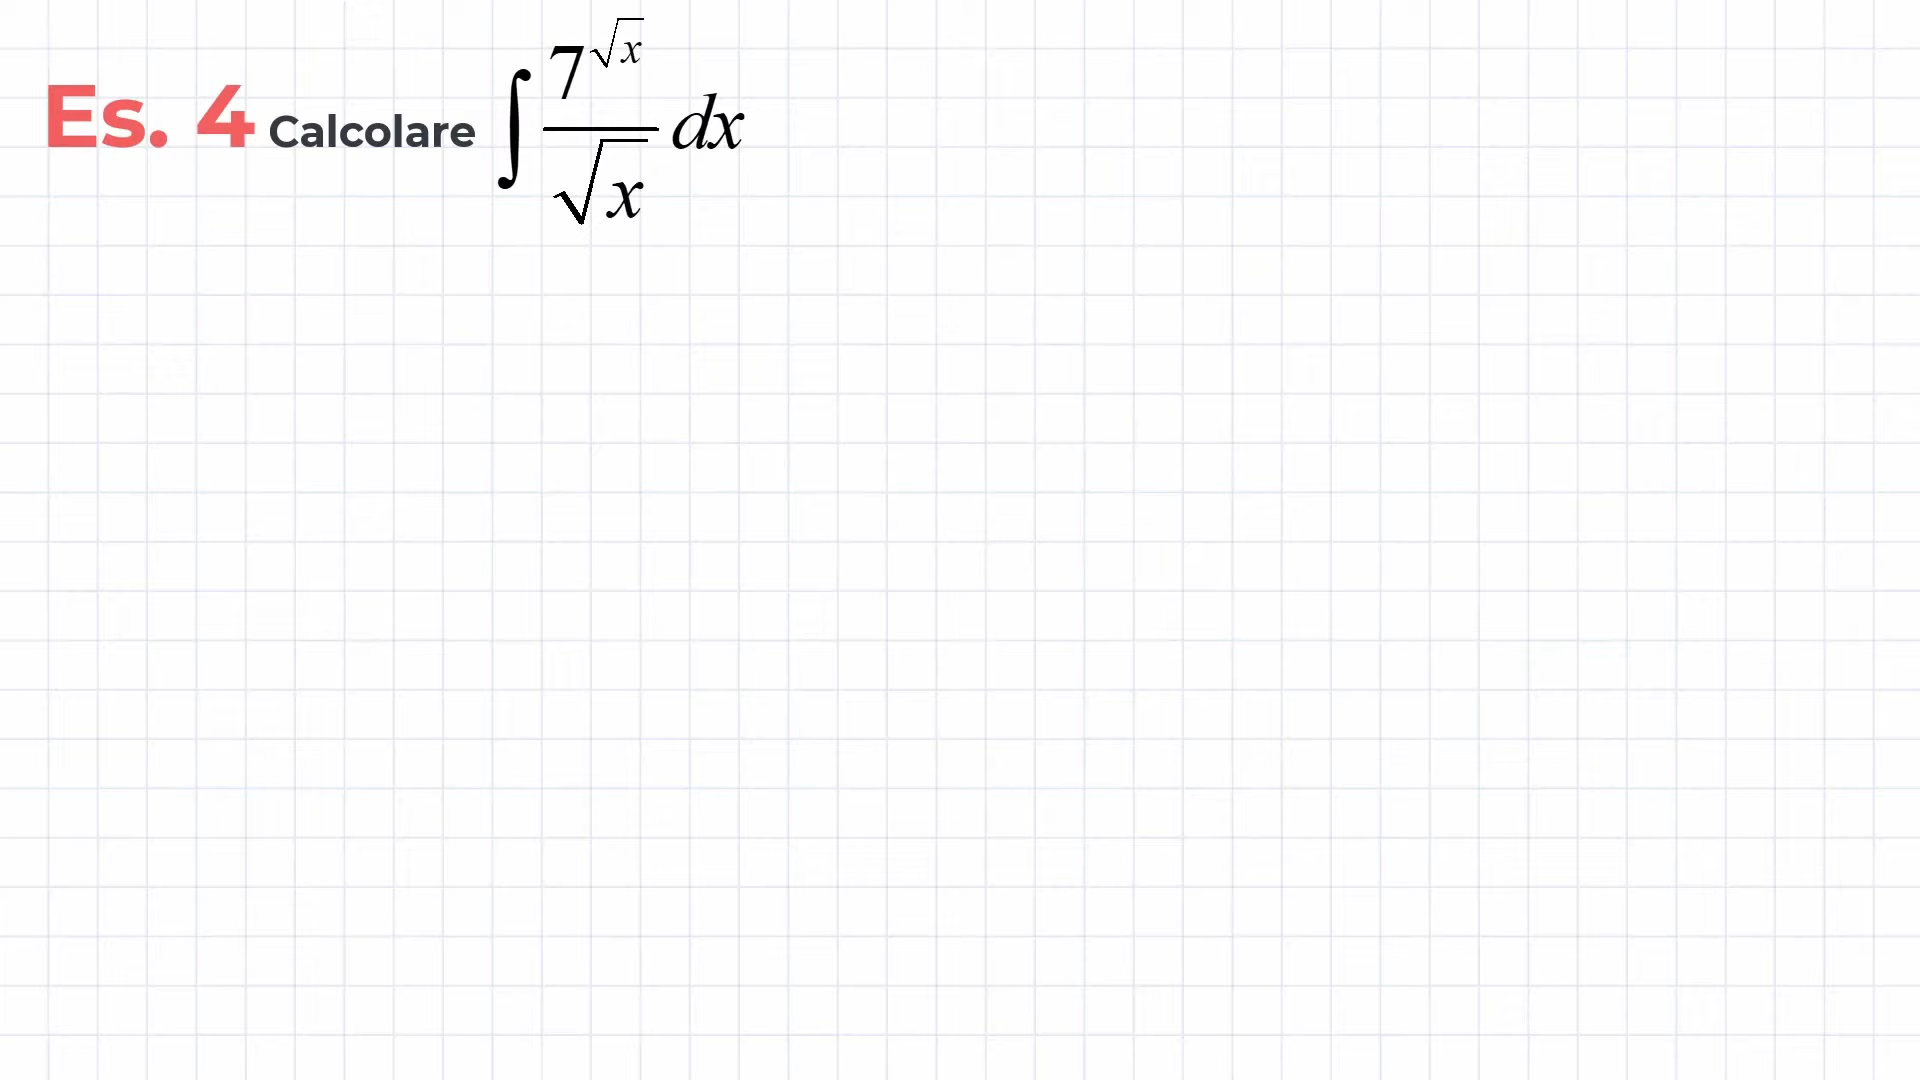 Es. 4 Calcolare ∫ 7^√x / √x dx